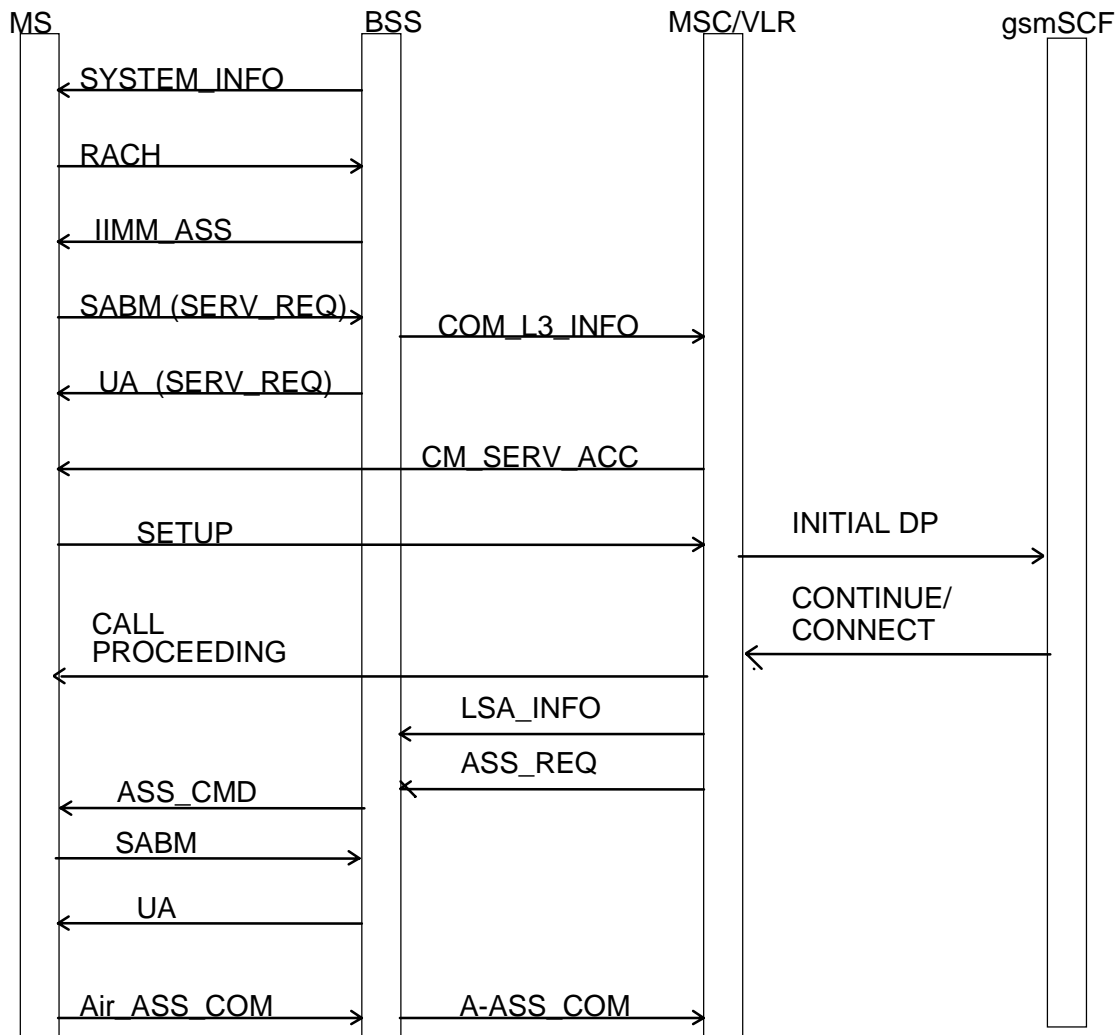 MS BSS MSC/VLR gsmSCF
SYSTEM_INFO
RACH
IIMM_ASS
SABM (SERV_REQ)
COM_L3_INFO
UA (SERV_REQ)
CM_SERV_ACC
SETUP
INITIAL DP
CONTINUE/
CONNECT
CALL
PROCEEDING
LSA_INFO
ASS_REQ
ASS_CMD
SABM
UA
Air_ASS_COM A-ASS_COM